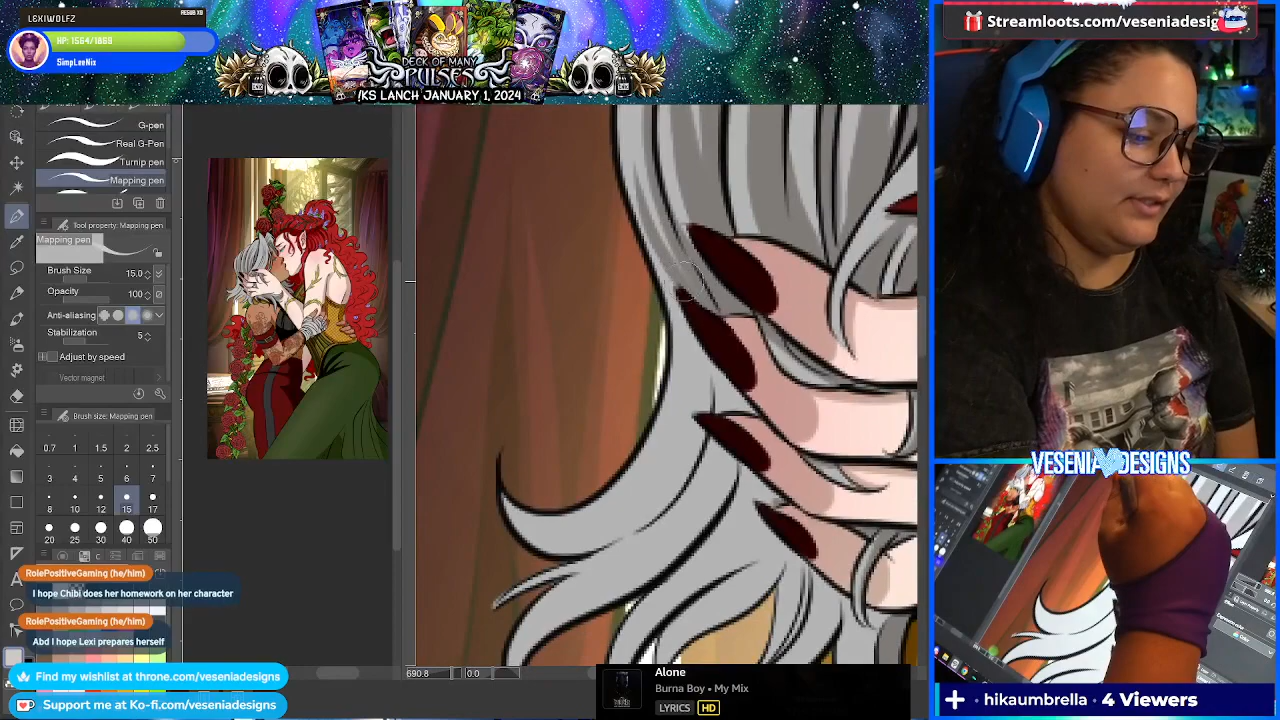 LEXIWOLFZ
HP: 1564/1869
SimpLeeNix
DECK OF MANY
PULSES
!KS LANCH JANUARY 1, 2024
Streamloots.com/veseniadesig
G-pen
Real G-Pen
Turnip pen
Mapping pen
Tool property: Mapping pen
Mapping pen
Brush Size 15.0
Opacity 100
Anti-aliasing
Stabilization 5
Adjust by speed
Vector magnet
Brush size: Mapping pen
0.7 1 1.5 2 2.5
3 4 5 6 7
8 10 12 15 17
20 25 30 40 50
RolePositiveGaming (he/him)
I hope Chibi does her homework on her character
RolePositiveGaming (he/him)
Abd I hope Lexi prepares herself
Find my wishlist at throne.com/veseniadesigns
Support me at Ko-fi.com/veseniadesigns
690.8 0.0
Alone
Burna Boy • My Mix
LYRICS HD
VESENIA DESIGNS
hikaumbrella • 4 Viewers